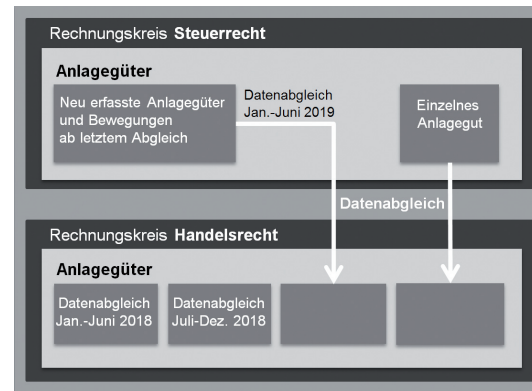 Rechnungskreis Steuerrecht
Anlagegüter
Neu erfasste Anlagegüter
und Bewegungen
ab letztem Abgleich
Datenabgleich
Jan.-Juni 2019
Einzelnes
Anlagegut
Datenabgleich
Rechnungskreis Handelsrecht
Anlagegüter
Datenabgleich
Jan.-Juni 2018
Datenabgleich
Juli-Dez. 2018